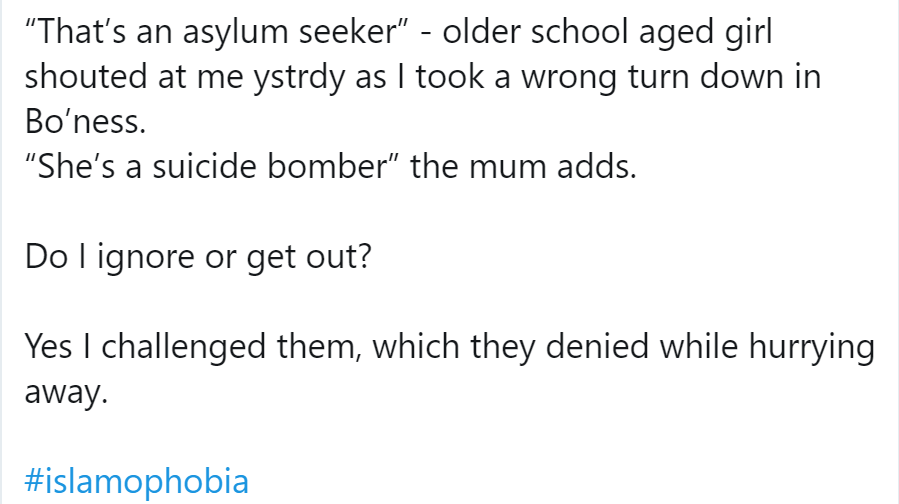 “That’s an asylum seeker” - older school aged girl
shouted at me ystrdy as I took a wrong turn down in
Bo’ness.
“She’s a suicide bomber” the mum adds.
Do I ignore or get out?
Yes I challenged them, which they denied while hurrying
away.
#islamophobia